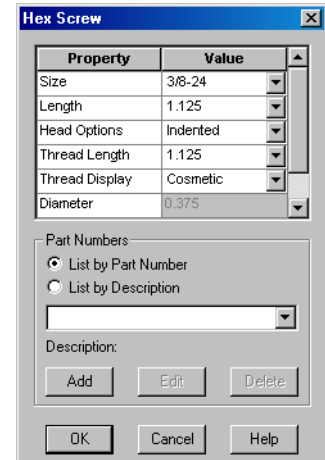 Hex Screw
Property Value
Size 3/8-24
Length 1.125
Head Options Indented
Thread Length 1.125
Thread Display Cosmetic
Diameter 0.375
Part Numbers
List by Part Number
List by Description
Description:
Add Edit Delete
OK Cancel Help